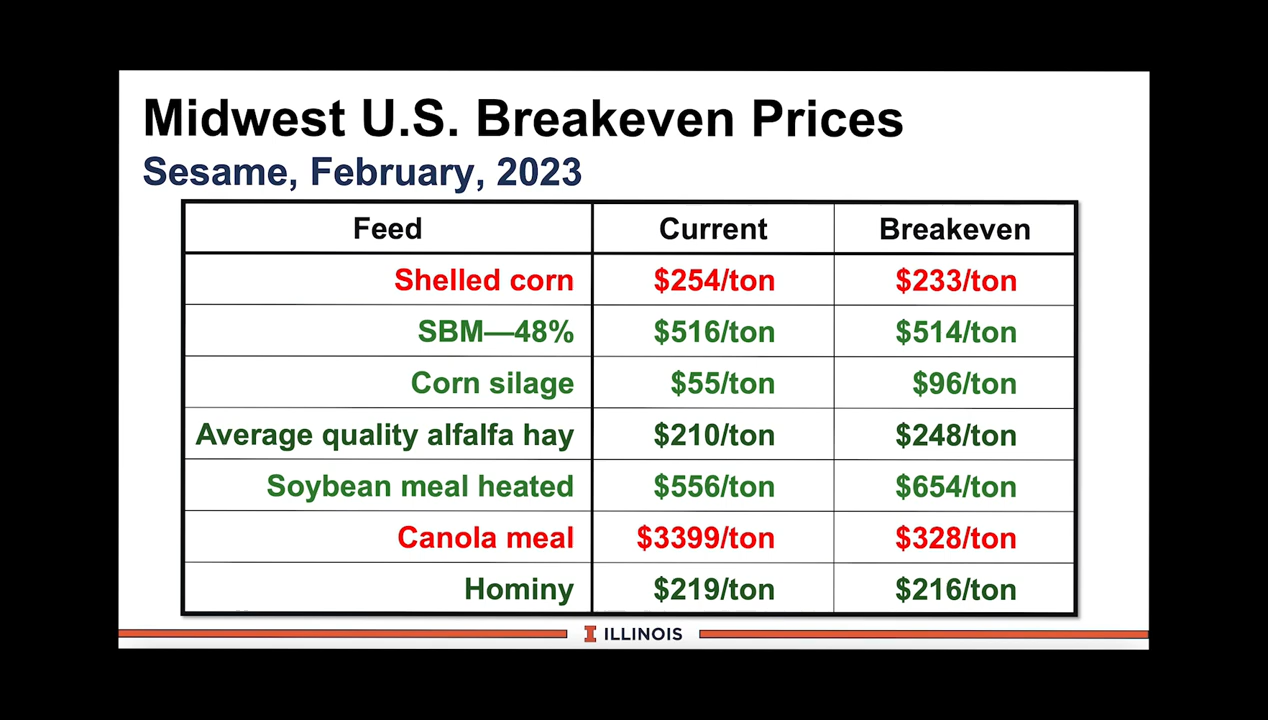 Midwest U.S. Breakeven Prices
Sesame, February, 2023
Feed Current Breakeven
Shelled corn $254/ton $233/ton
SBM—48% $516/ton $514/ton
Corn silage $55/ton $96/ton
Average quality alfalfa hay $210/ton $248/ton
Soybean meal heated $556/ton $654/ton
Canola meal $3399/ton $328/ton
Hominy $219/ton $216/ton
I ILLINOIS